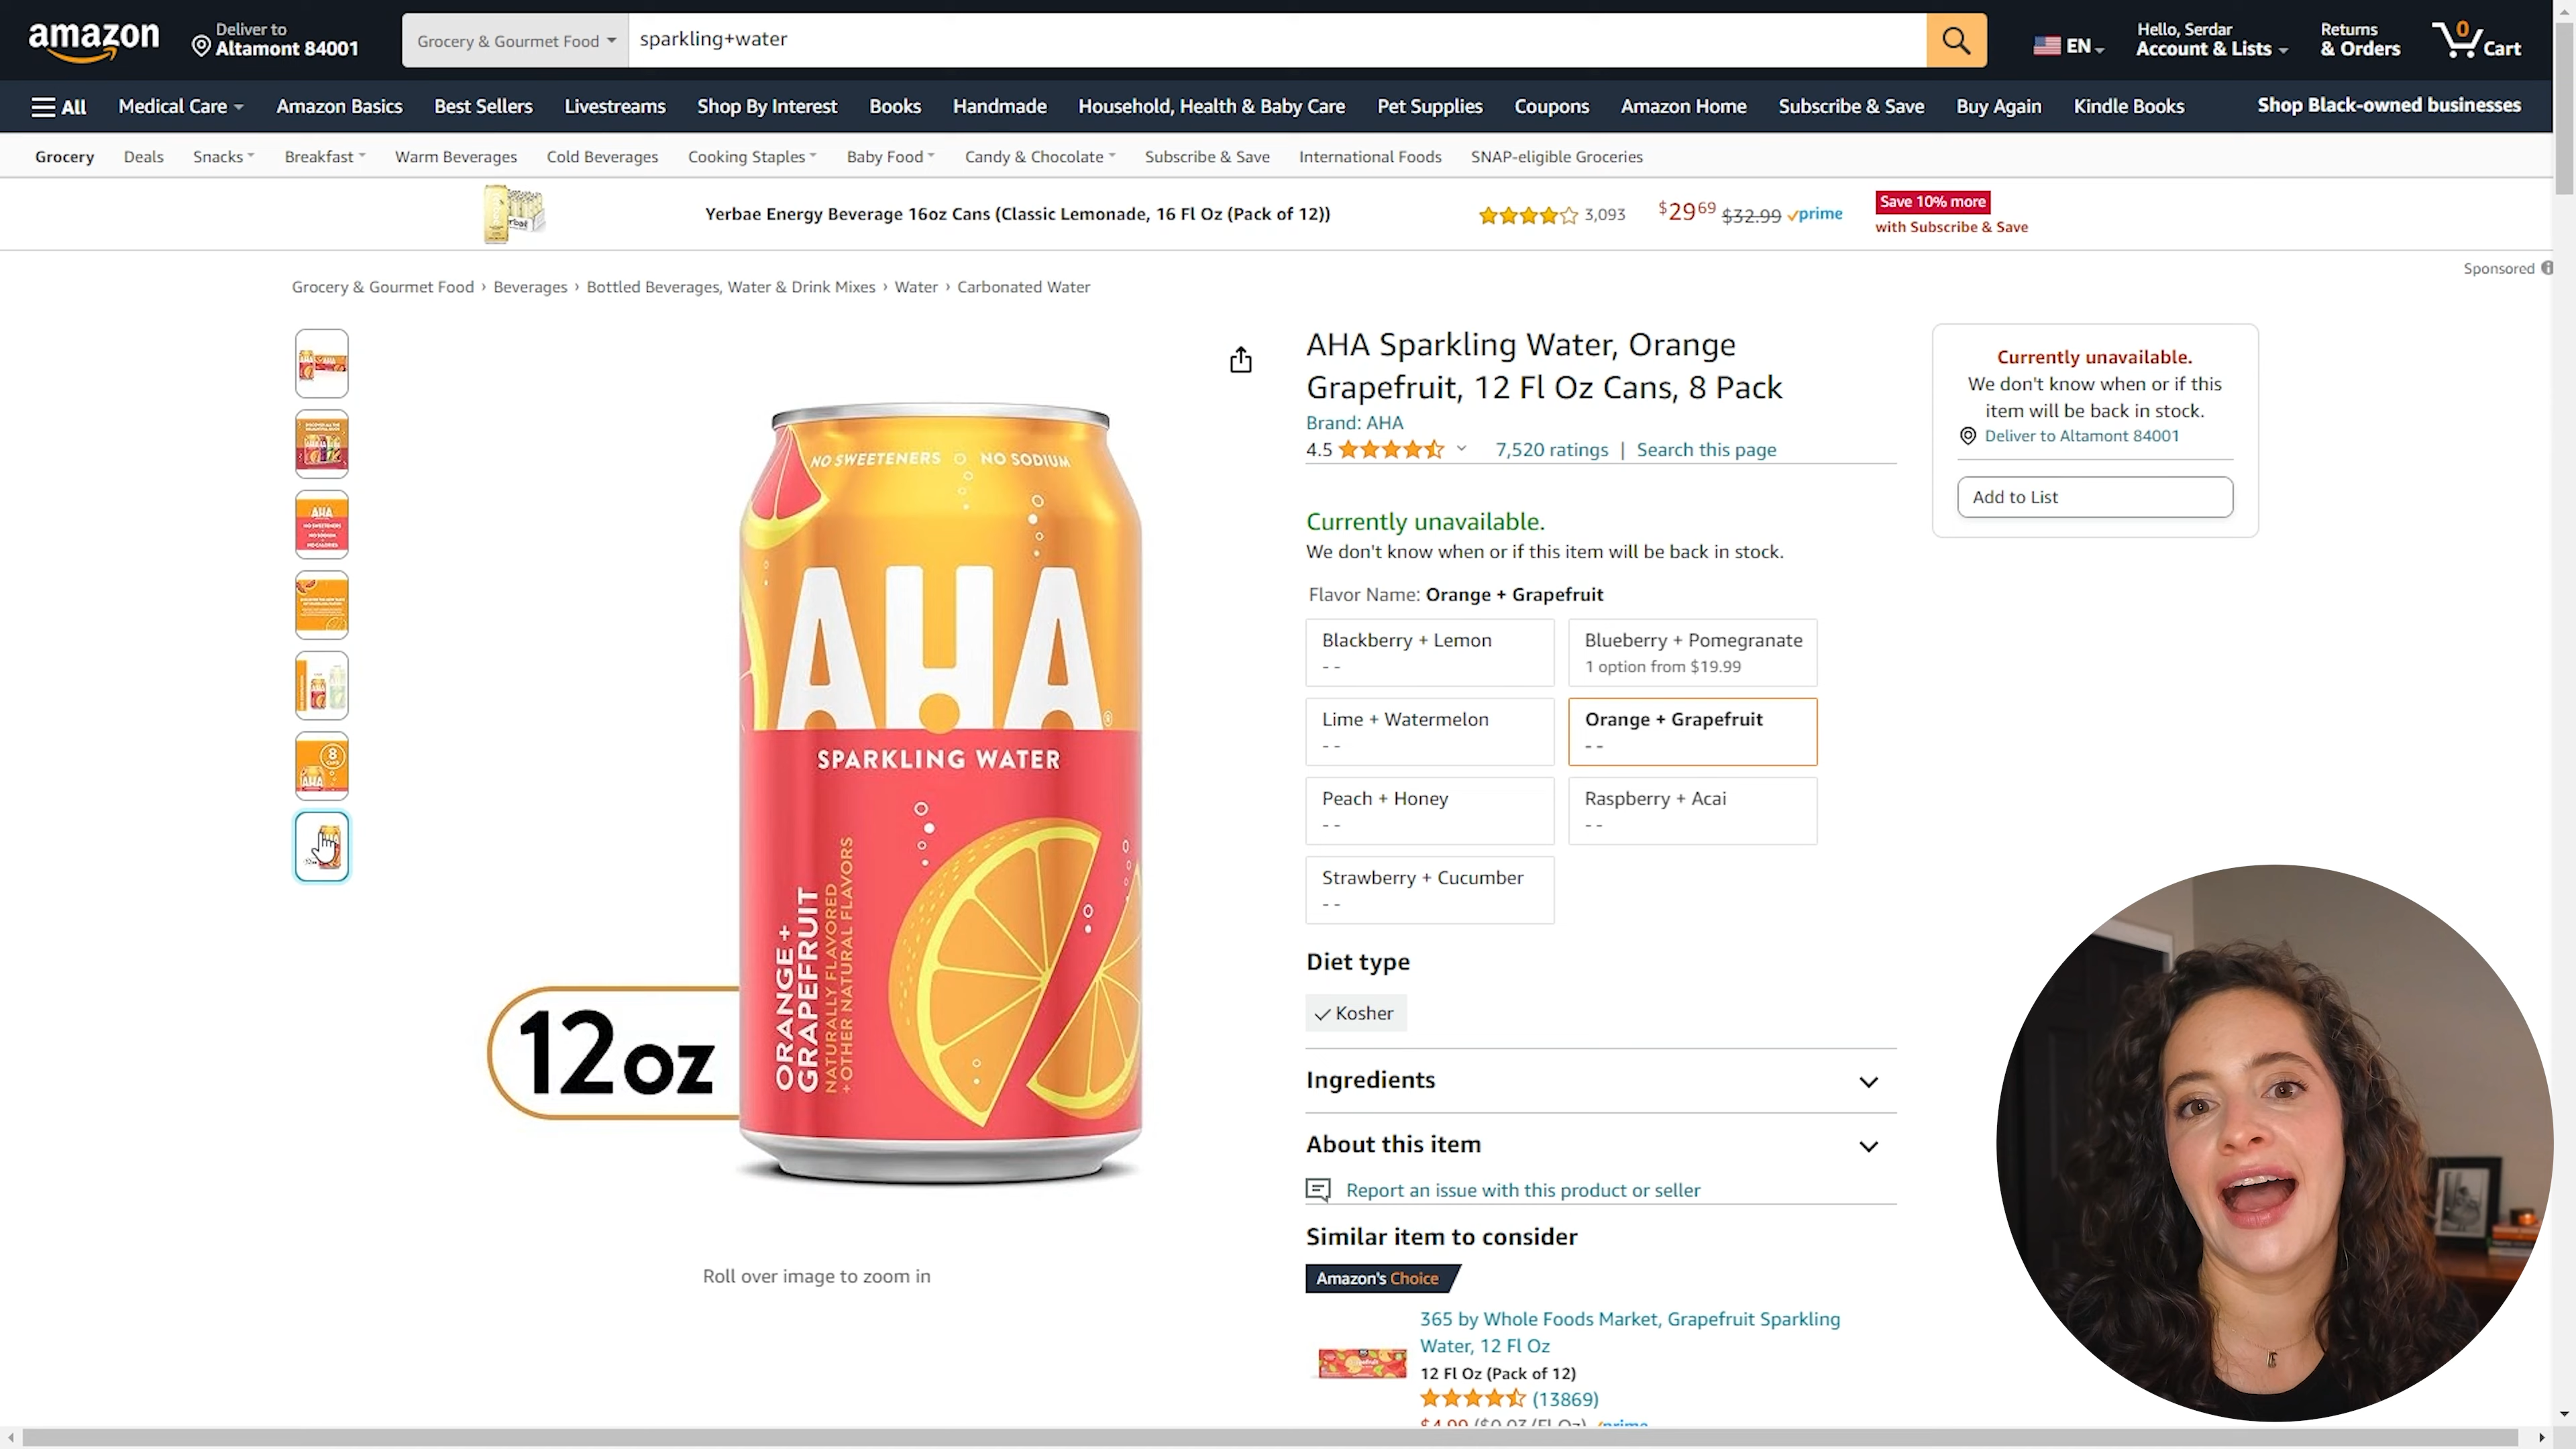 amazon
Deliver to
Altamont 84001
Grocery & Gourmet Food
sparkling+water
EN
Hello, Serdar
Account & Lists
Returns
& Orders
0
Cart
All
Medical Care
Amazon Basics
Best Sellers
Livestreams
Shop By Interest
Books
Handmade
Household, Health & Baby Care
Pet Supplies
Coupons
Amazon Home
Subscribe & Save
Buy Again
Kindle Books
Shop Black-owned businesses
Grocery
Deals
Snacks
Breakfast
Warm Beverages
Cold Beverages
Cooking Staples
Baby Food
Candy & Chocolate
Subscribe & Save
International Foods
SNAP-eligible Groceries
Yerbae Energy Beverage 16oz Cans (Classic Lemonade, 16 Fl Oz (Pack of 12))
3,093
$2969 $32.99 prime
Save 10% more
with Subscribe & Save
Sponsored
Grocery & Gourmet Food › Beverages › Bottled Beverages, Water & Drink Mixes › Water › Carbonated Water
NO SWEETENERS NO SODIUM
AHA®
SPARKLING WATER
ORANGE +
GRAPEFRUIT
NATURALLY FLAVORED
+OTHER NATURAL FLAVORS
12oz
Roll over image to zoom in
AHA
8
AHA
AHA Sparkling Water, Orange
Grapefruit, 12 Fl Oz Cans, 8 Pack
Brand: AHA
4.5
7,520 ratings | Search this page
Currently unavailable.
We don't know when or if this item will be back in stock.
Flavor Name: Orange + Grapefruit
Blackberry + Lemon
- -
Blueberry + Pomegranate
1 option from $19.99
Lime + Watermelon
- -
Orange + Grapefruit
- -
Peach + Honey
- -
Raspberry + Acai
- -
Strawberry + Cucumber
- -
Diet type
Kosher
Ingredients
About this item
Report an issue with this product or seller
Similar item to consider
Amazon's Choice
365 by Whole Foods Market, Grapefruit Sparkling
Water, 12 Fl Oz
12 Fl Oz (Pack of 12)
(13869)
$4.99 ($0.03/Fl Oz) prime
Currently unavailable.
We don't know when or if this
item will be back in stock.
Deliver to Altamont 84001
Add to List